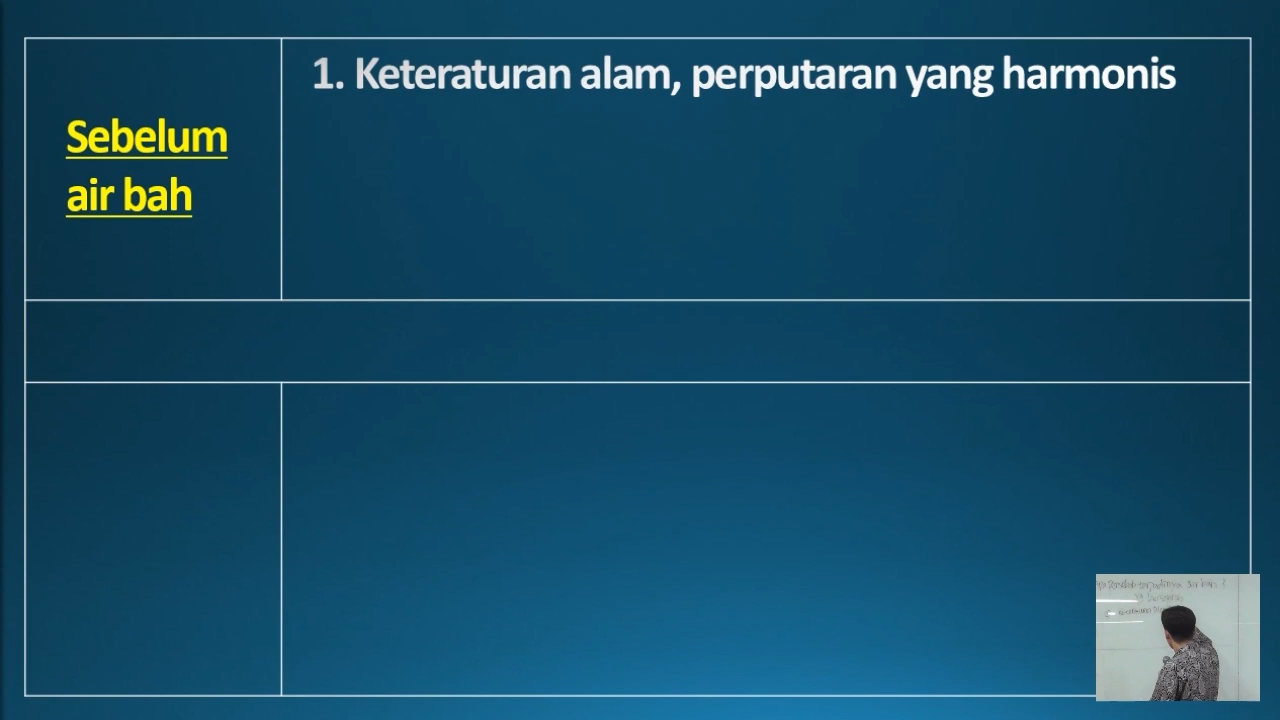 1. Keteraturan alam, perputaran yang harmonis
Sebelum
air bah